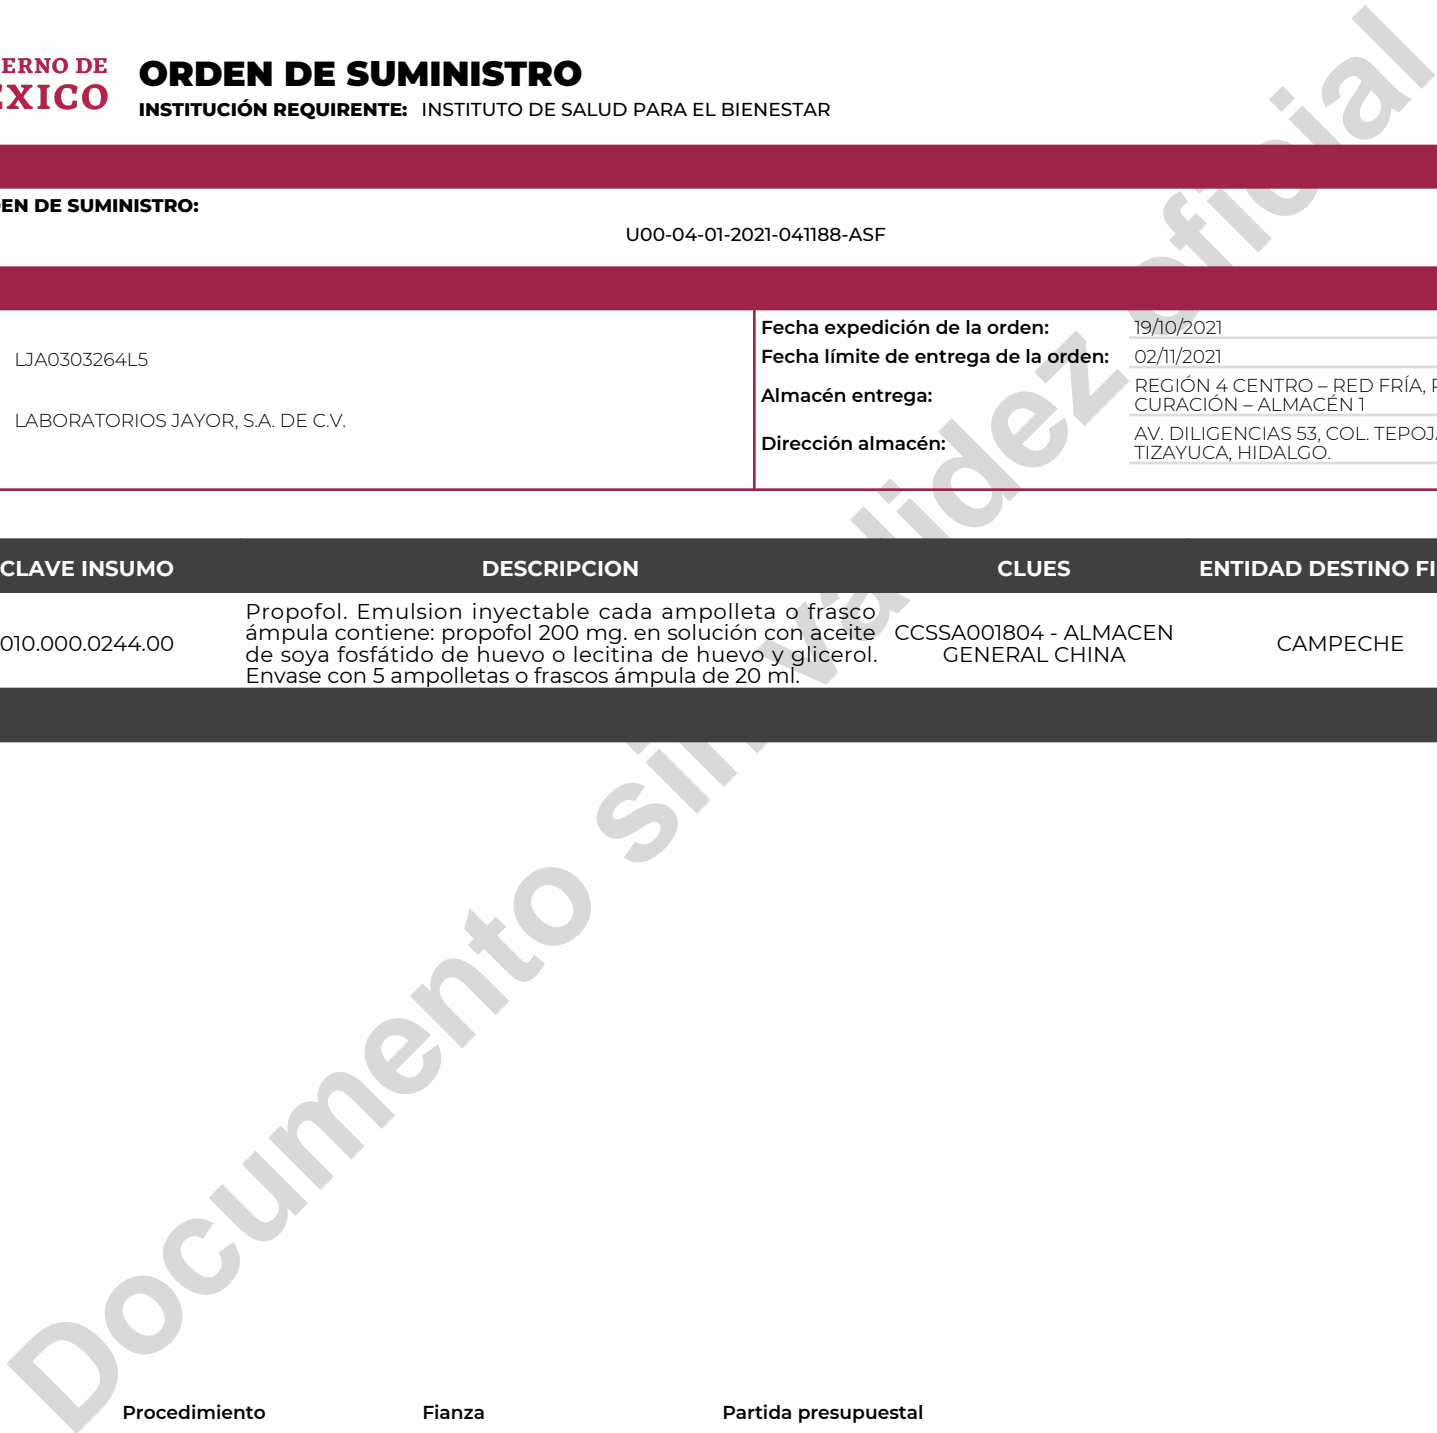 ERNO DE
EXICO
ORDEN DE SUMINISTRO
INSTITUCIÓN REQUIRENTE: INSTITUTO DE SALUD PARA EL BIENESTAR
EN DE SUMINISTRO:
U00-04-01-2021-041188-ASF
LJA0303264L5
LABORATORIOS JAYOR, S.A. DE C.V.
Fecha expedición de la orden: 19/10/2021
Fecha límite de entrega de la orden: 02/11/2021
Almacén entrega: REGIÓN 4 CENTRO – RED FRÍA,
CURACIÓN – ALMACÉN 1
Dirección almacén: AV. DILIGENCIAS 53, COL. TEPOJ
TIZAYUCA, HIDALGO.
CLAVE INSUMO DESCRIPCION CLUES ENTIDAD DESTINO FI
010.000.0244.00
Propofol. Emulsion inyectable cada ampolleta o frasco
ámpula contiene: propofol 200 mg. en solución con aceite
de soya fosfátido de huevo o lecitina de huevo y glicerol.
Envase con 5 ampolletas o frascos ámpula de 20 ml.
CCSSA001804 - ALMACEN
GENERAL CHINA
CAMPECHE
Documento sin validez oficial
Procedimiento Fianza Partida presupuestal